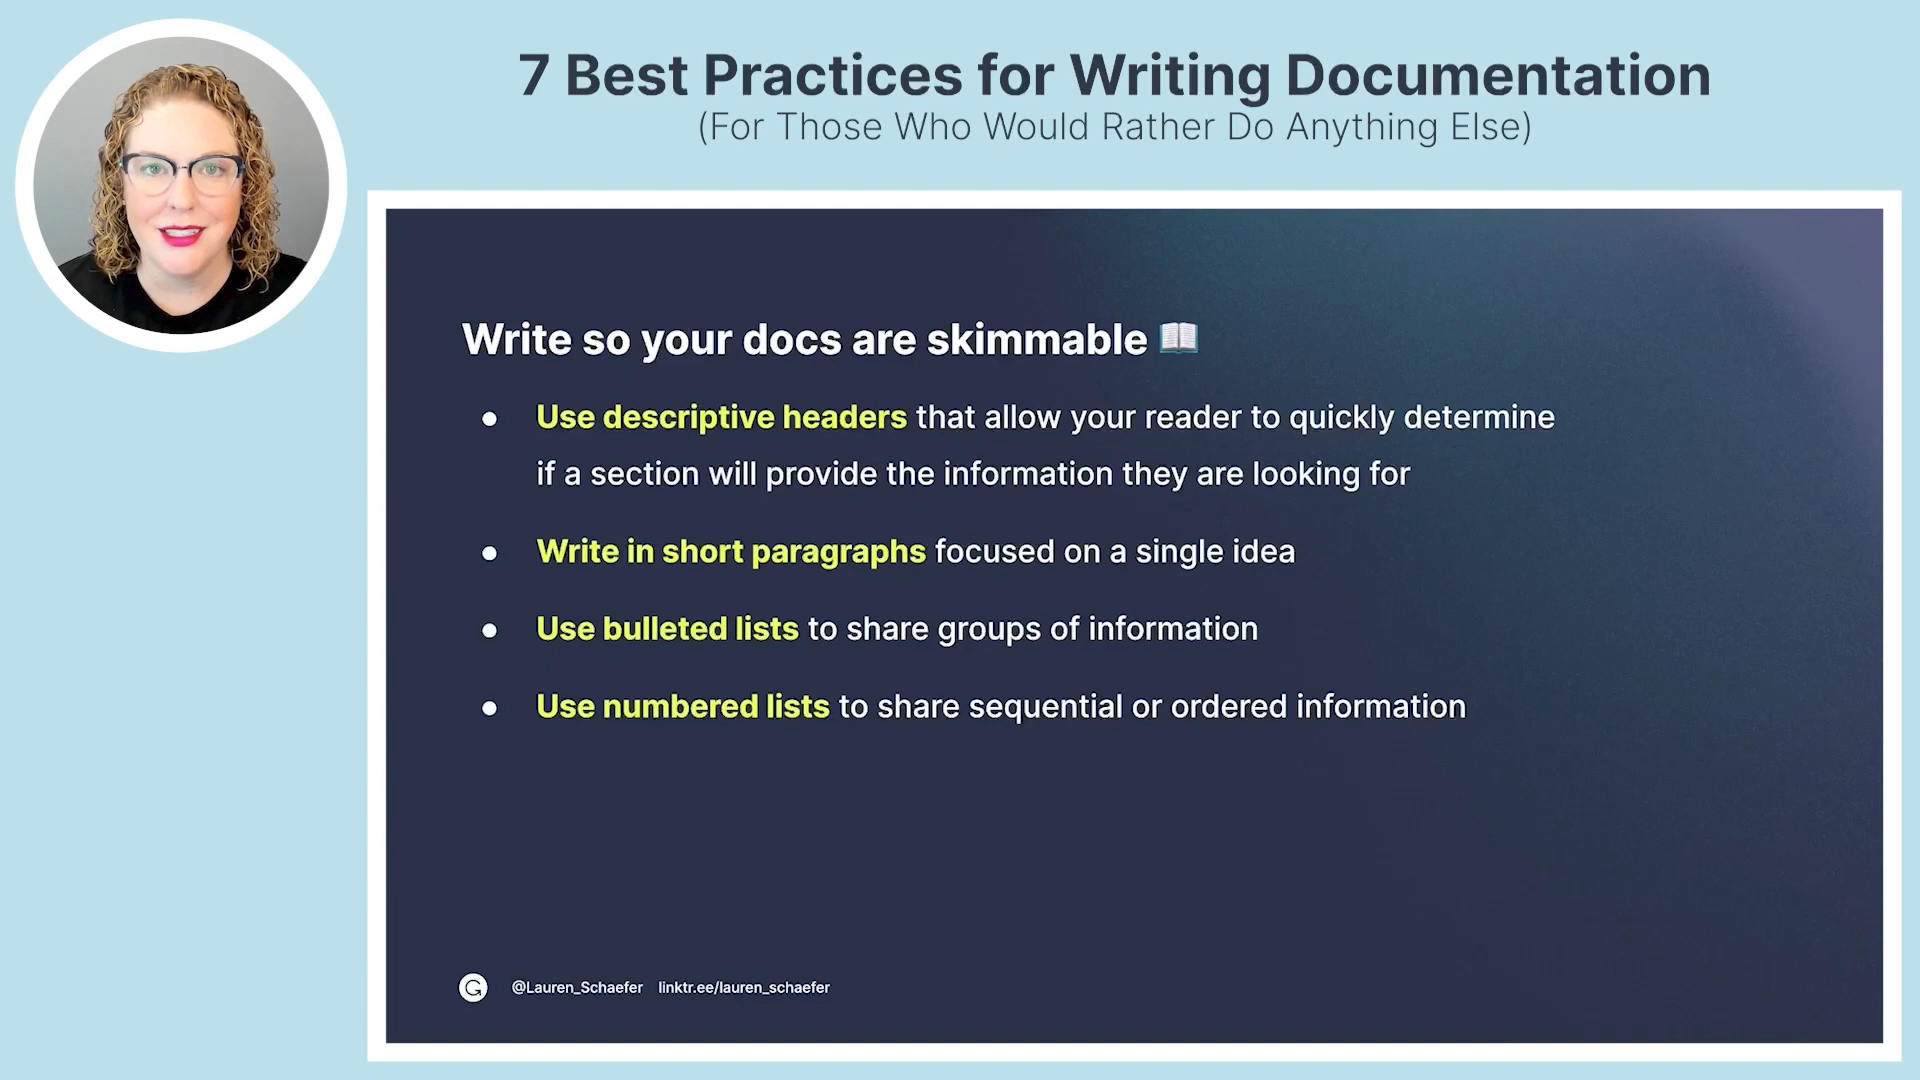 7 Best Practices for Writing Documentation
(For Those Who Would Rather Do Anything Else)
Write so your docs are skimmable 📖
● Use descriptive headers that allow your reader to quickly determine
if a section will provide the information they are looking for
● Write in short paragraphs focused on a single idea
● Use bulleted lists to share groups of information
● Use numbered lists to share sequential or ordered information
G @Lauren_Schaefer linktr.ee/lauren_schaefer